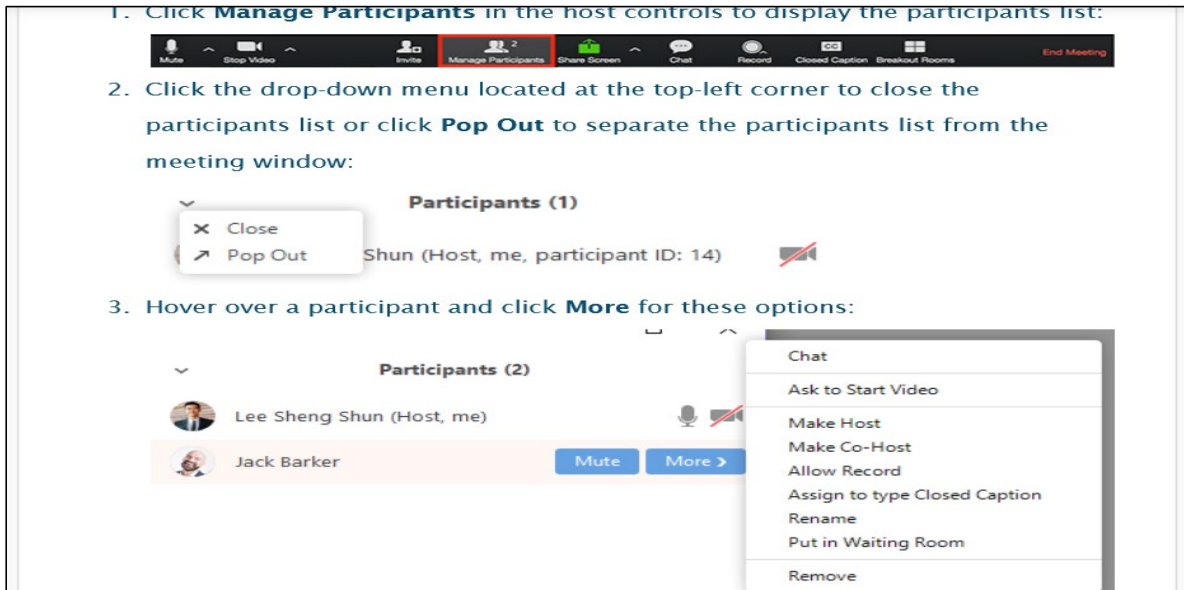 1. Click Manage Participants in the host controls to display the participants list:
Mute Stop Video Invite Manage Participants 2 Share Screen Chat Record Closed Caption Breakout Rooms End Meeting
2. Click the drop-down menu located at the top-left corner to close the
participants list or click Pop Out to separate the participants list from the
meeting window:
Participants (1)
Close
Pop Out Shun (Host, me, participant ID: 14)
3. Hover over a participant and click More for these options:
Participants (2)
Lee Sheng Shun (Host, me)
Jack Barker Mute More
Chat
Ask to Start Video
Make Host
Make Co-Host
Allow Record
Assign to type Closed Caption
Rename
Put in Waiting Room
Remove